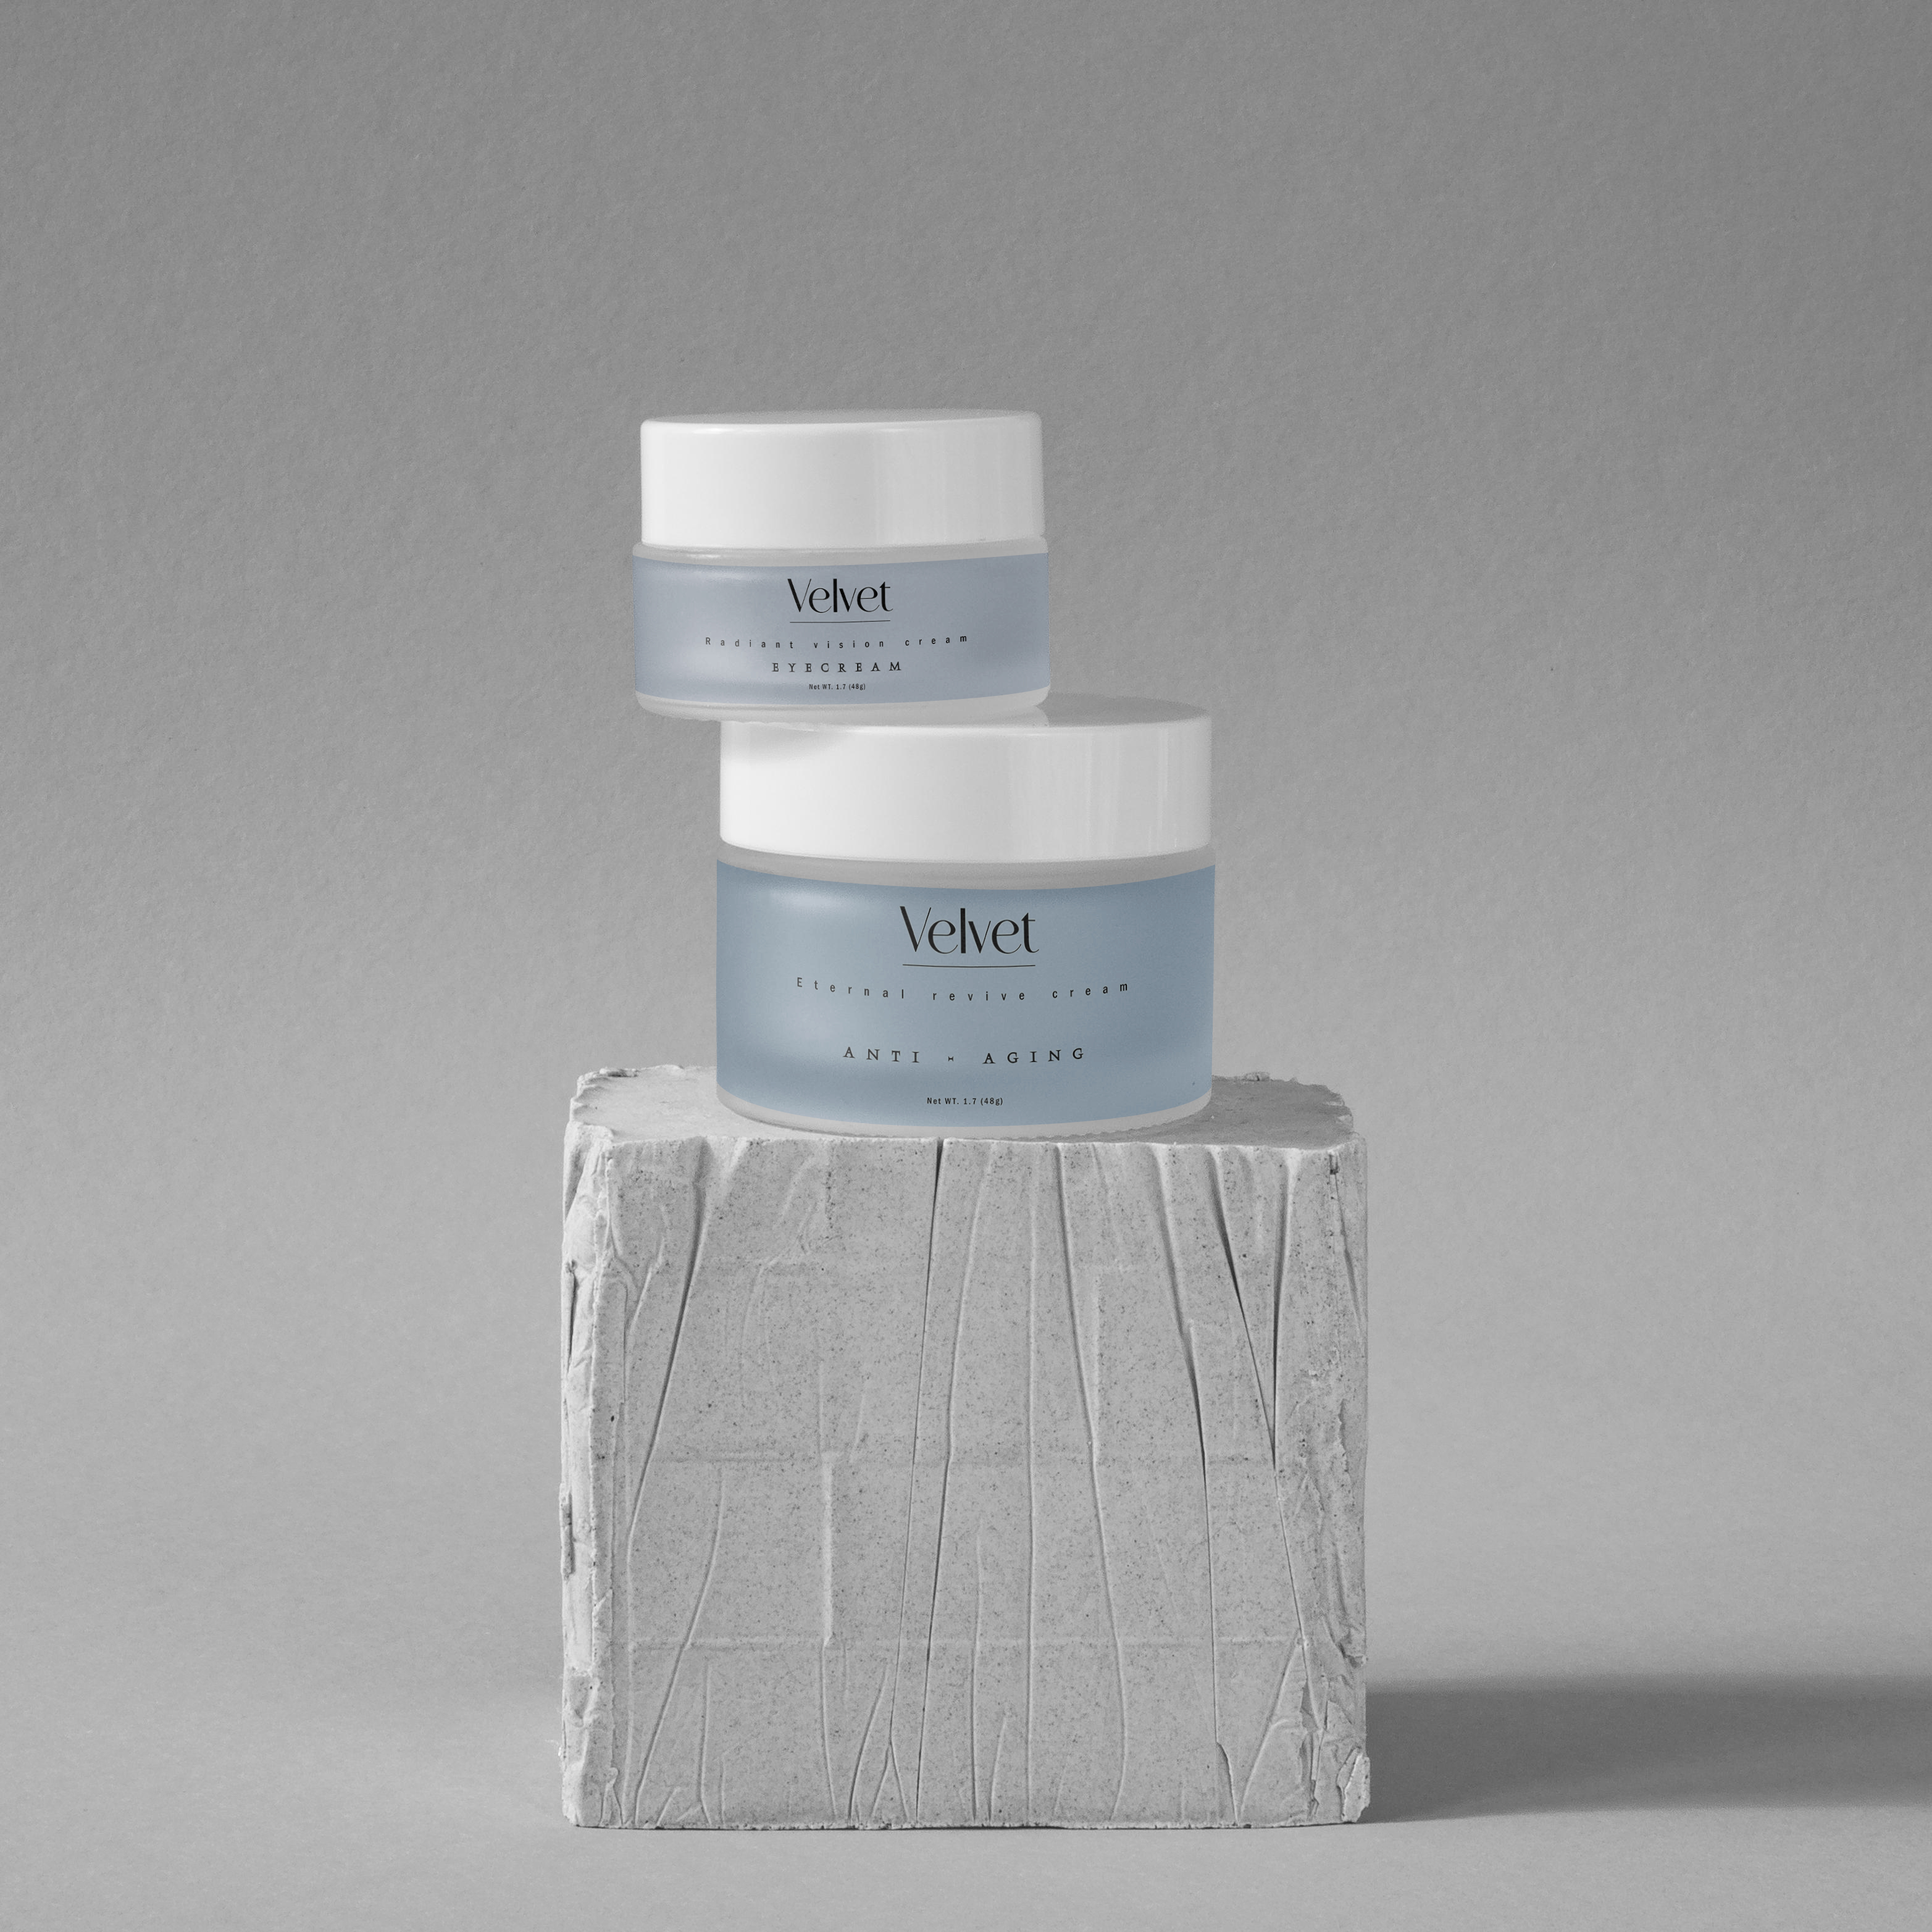 Velvet
Radiant vision cream
EYECREAM
Net WT. 1.7 (48g)
Velvet
Eternal revive cream
ANTI - AGING
Net WT. 1.7 (48g)